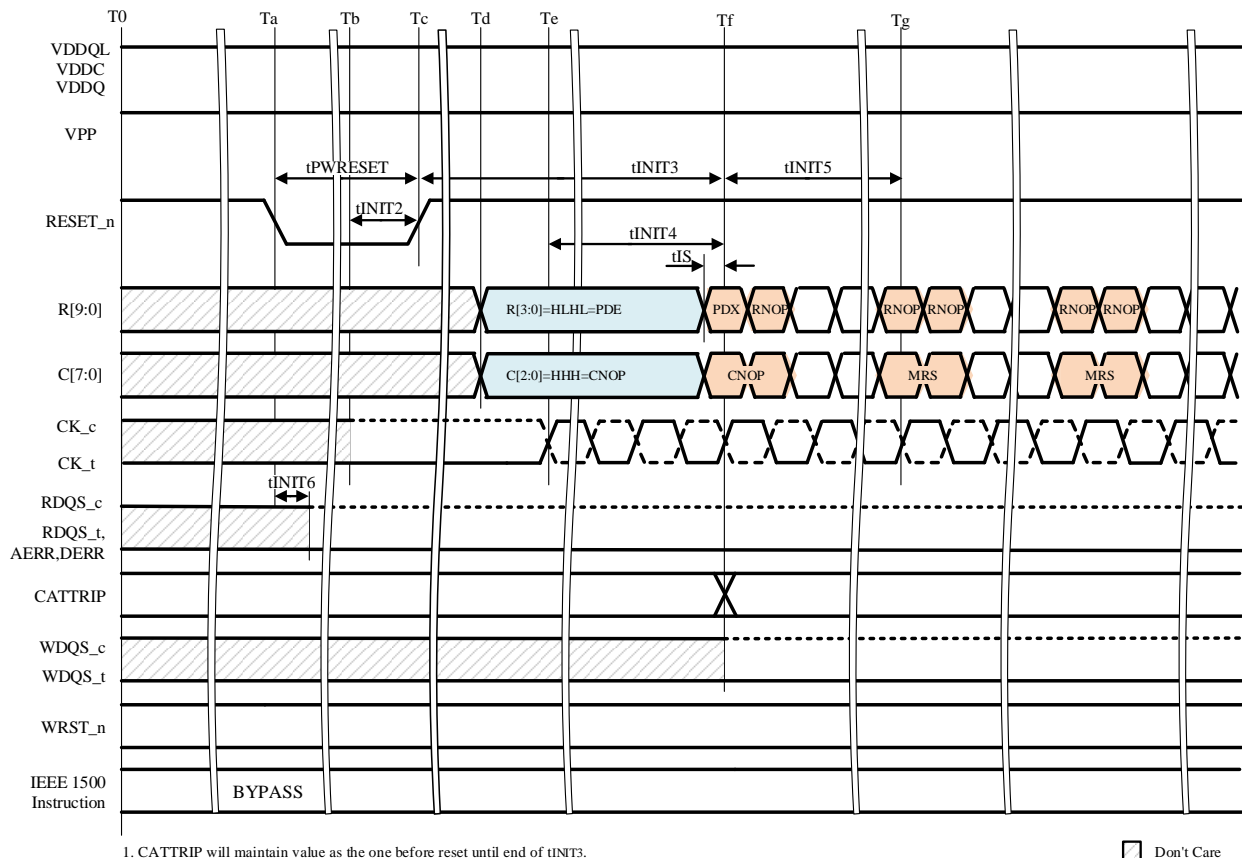 T0 Ta Tb Tc Td Te Tf Tg
VDDQL
VDDC
VDDQ
VPP
tPWRESET tINIT3 tINIT5
RESET_n
tINIT2
tINIT4
tIS
R[9:0] R[3:0]=HLHL=PDE PDX RNOP RNOP RNOP RNOP RNOP
C[7:0] C[2:0]=HHH=CNOP CNOP MRS MRS
CK_c
CK_t
tINIT6
RDQS_c
RDQS_t,
AERR,DERR
CATTRIP
WDQS_c
WDQS_t
WRST_n
IEEE 1500
Instruction
BYPASS
1. CATTRIP will maintain value as the one before reset until end of tINIT3.
Don't Care